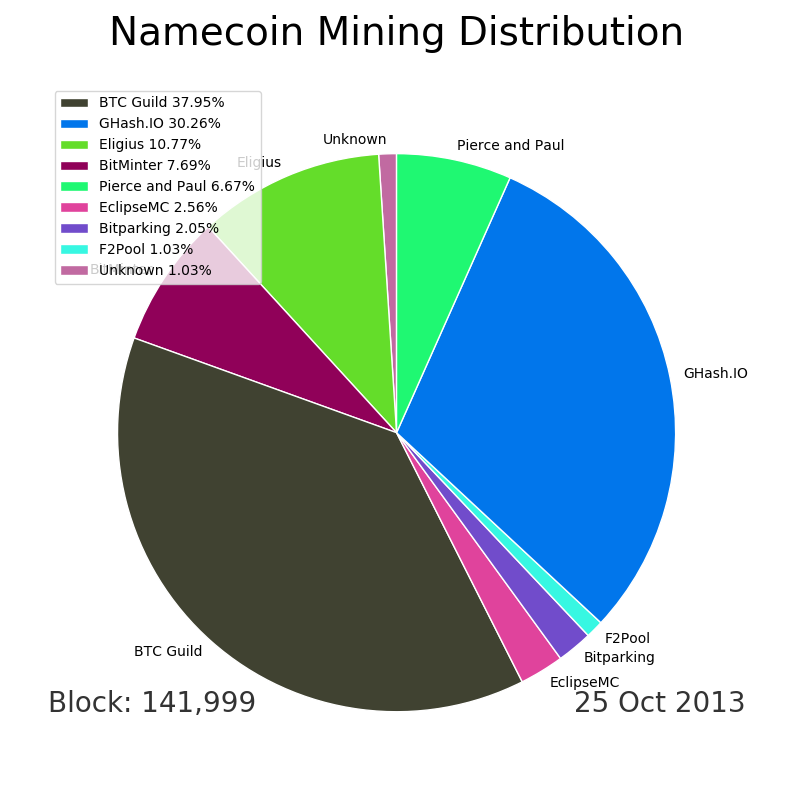 Namecoin Mining Distribution
BTC Guild 37.95%
GHash.IO 30.26%
Eligius 10.77%
BitMinter 7.69%
Pierce and Paul 6.67%
EclipseMC 2.56%
Bitparking 2.05%
F2Pool 1.03%
Unknown 1.03%
Unknown
Pierce and Paul
Eligius
BitMinter
GHash.IO
F2Pool
Bitparking
EclipseMC
BTC Guild
Block: 141,999
25 Oct 2013